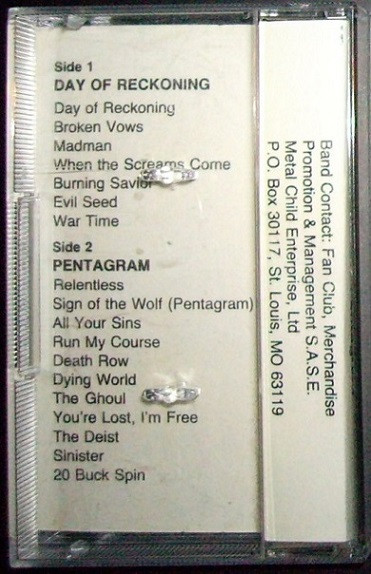 Side 1
DAY OF RECKONING
Day of Reckoning
Broken Vows
Madman
When the Screams Come
Burning Savior
Evil Seed
War Time
Side 2
PENTAGRAM
Relentless
Sign of the Wolf (Pentagram)
All Your Sins
Run My Course
Death Row
Dying World
The Ghoul
You're Lost, I'm Free
The Deist
Sinister
20 Buck Spin
Band Contact: Fan Club, Merchandise
Promotion & Management S.A.S.E.
Metal Child Enterprise, Ltd
P.O. Box 30117, St. Louis, MO 63119